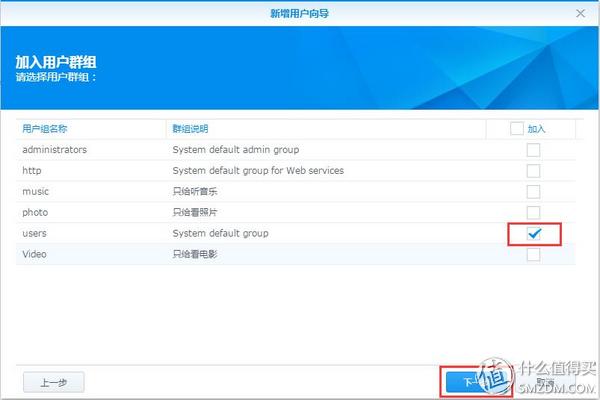 新增用户向导
加入用户群组
请选择用户群组：
用户组名称 群组说明 加入
administrators System default admin group
http System default group for Web services
music 只给听音乐
photo 只给看照片
users System default group
Video 只给看电影
上一步 下一 取消
值 什么值得买
SMZDM.COM